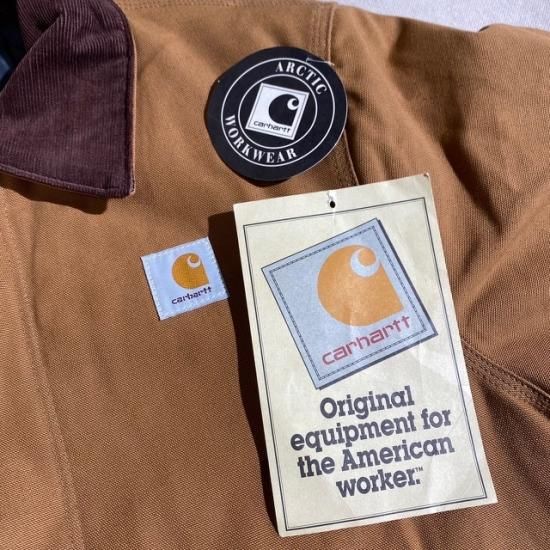 ARCTIC
carhartt
WORKWEAR
carhartt
carhartt
Original
equipment for
the American
worker.™